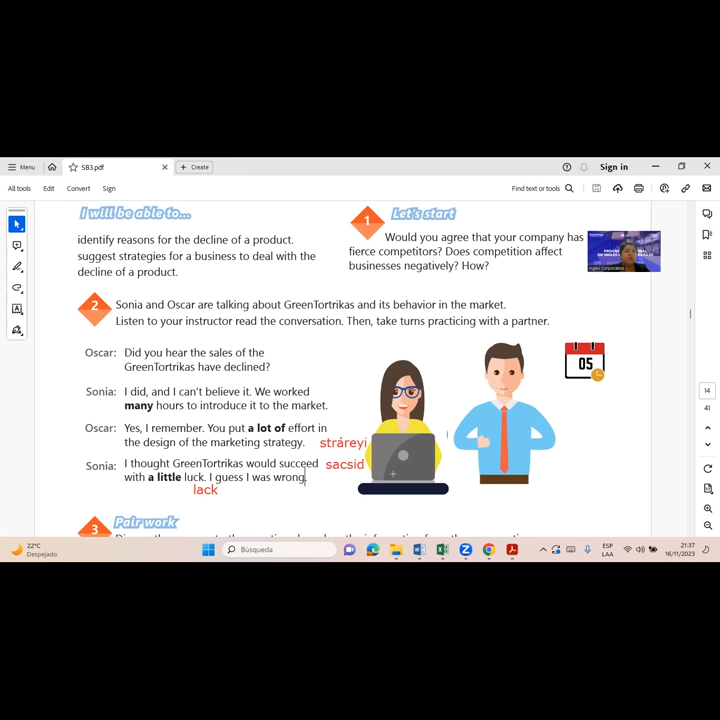 Menu
SB3.pdf
Create
Sign in
All tools
Edit
Convert
Sign
Find text or tools
I will be able to...
identify reasons for the decline of a product.
suggest strategies for a business to deal with the
decline of a product.
1
Let's start
Would you agree that your company has
fierce competitors? Does competition affect
businesses negatively? How?
Inglés Corporativo
2
Sonia and Oscar are talking about GreenTortrikas and its behavior in the market.
Listen to your instructor read the conversation. Then, take turns practicing with a partner.
Oscar: Did you hear the sales of the
GreenTortrikas have declined?
Sonia: I did, and I can't believe it. We worked
many hours to introduce it to the market.
Oscar: Yes, I remember. You put a lot of effort in
the design of the marketing strategy.
stráreyi
Sonia: I thought GreenTortrikas would succeed
sacsid
with a little luck. I guess I was wrong.
lack
05
14
41
3
Pair work
22°C
Despejado
Búsqueda
ESP
LAA
21:37
16/11/2023